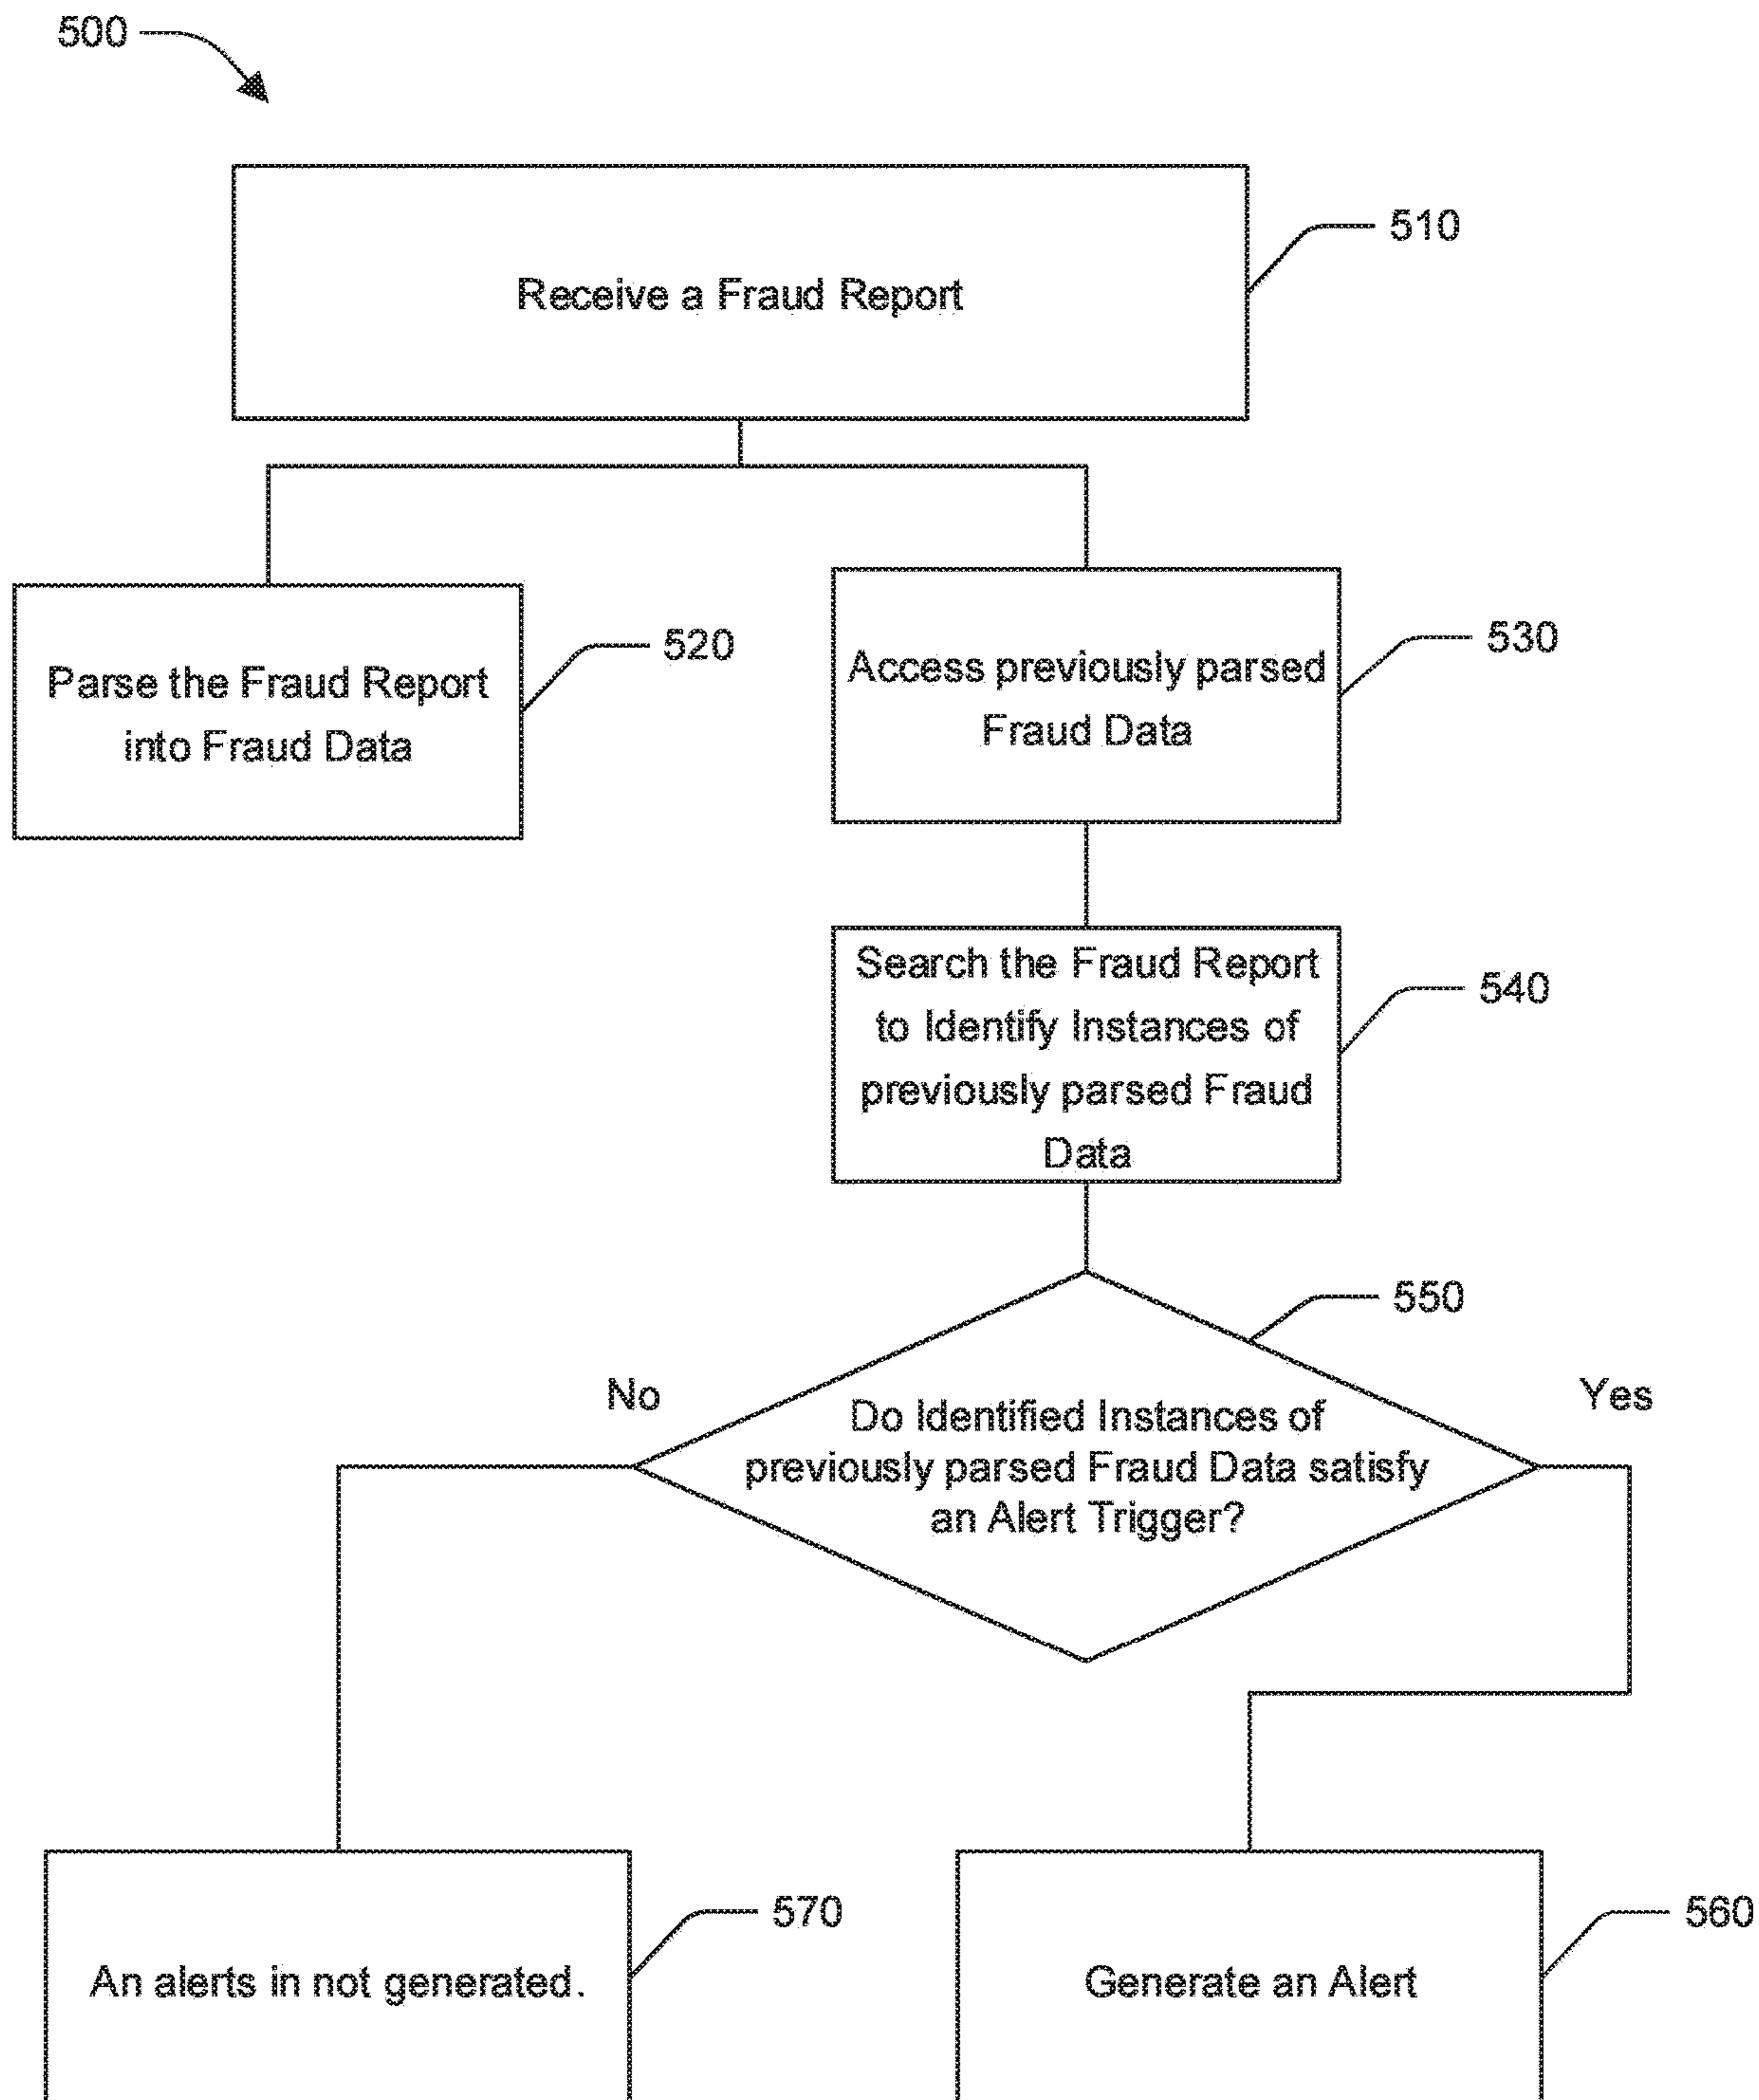 500
510
Receive a Fraud Report
520
Parse the Fraud Report
into Fraud Data
530
Access previously parsed
Fraud Data
540
Search the Fraud Report
to Identify Instances of
previously parsed Fraud
Data
550
No
Yes
Do Identified Instances of
previously parsed Fraud Data satisfy
an Alert Trigger?
570
An alerts in not generated.
560
Generate an Alert